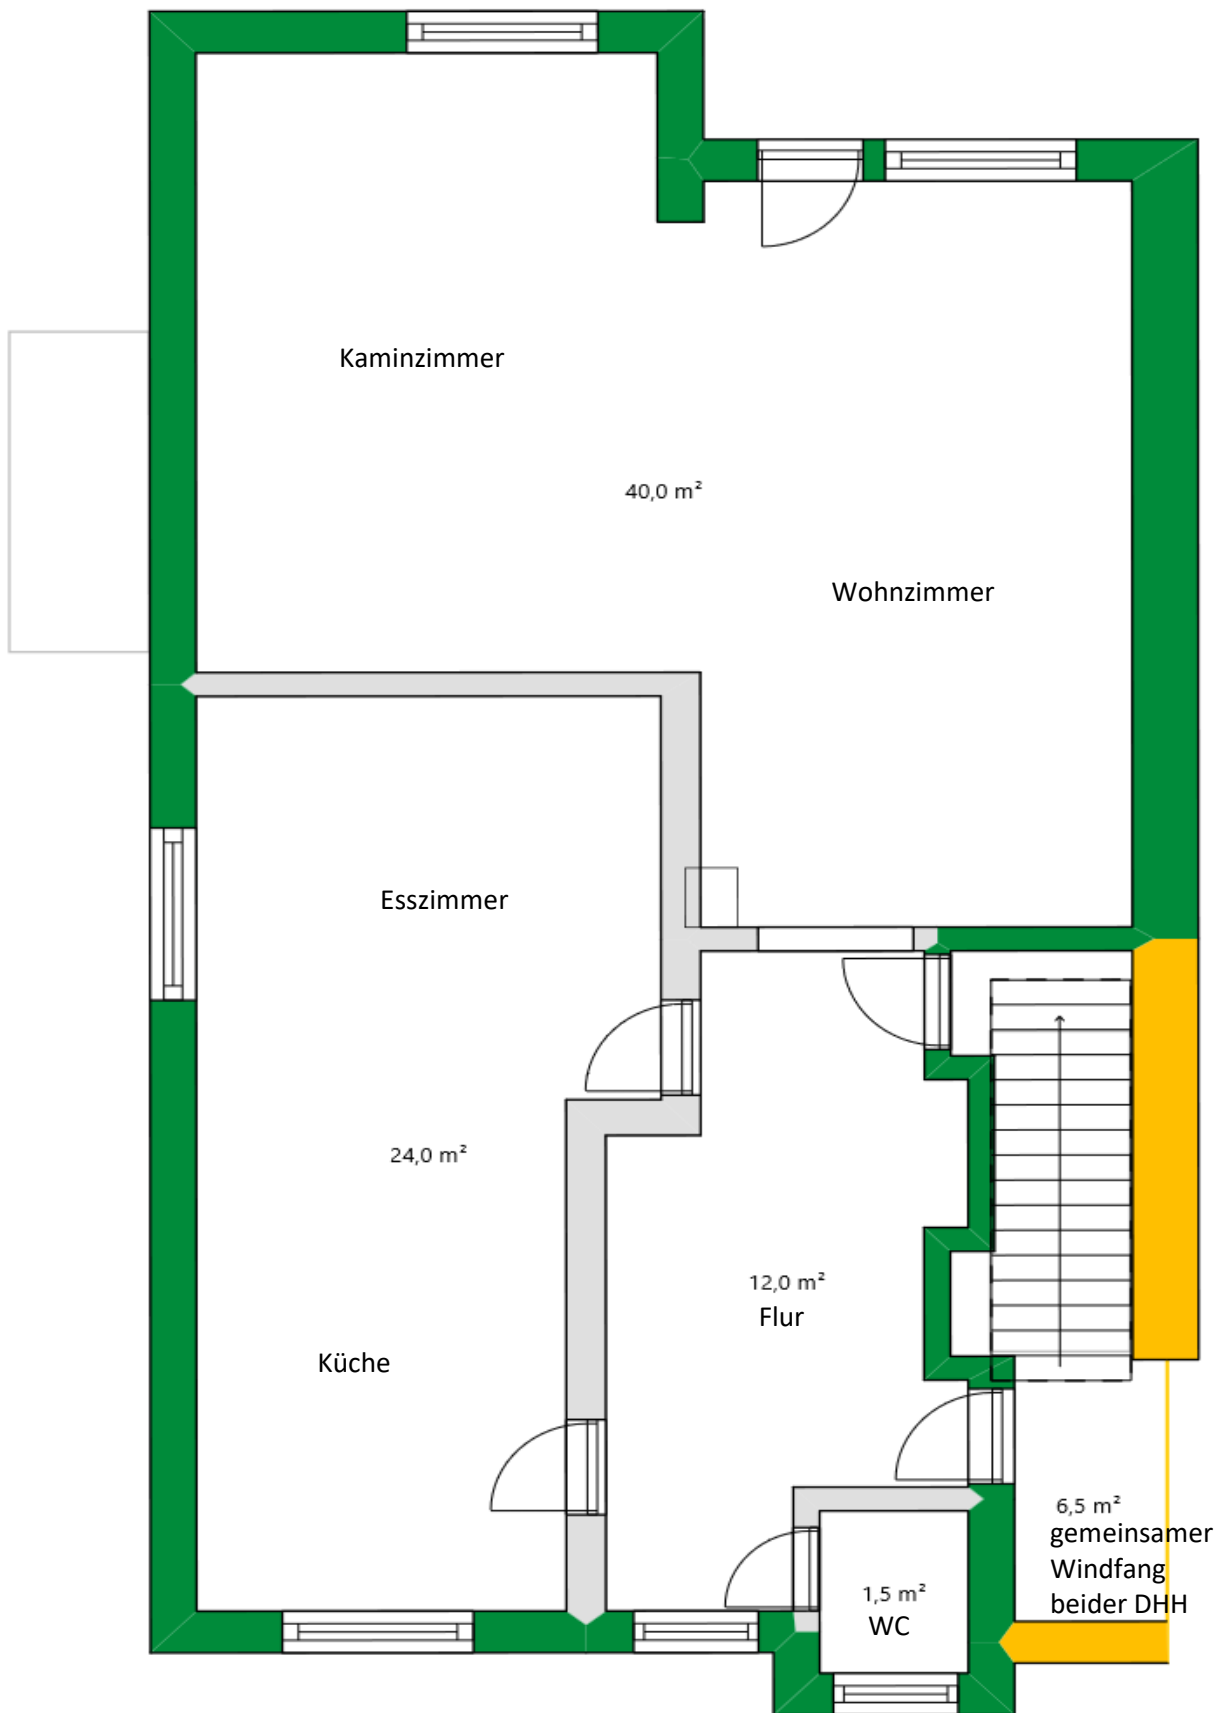 Kaminzimmer
40,0 m²
Wohnzimmer
Esszimmer
24,0 m²
12,0 m²
Flur
Küche
6,5 m²
gemeinsamer
Windfang
beider DHH
1,5 m²
WC